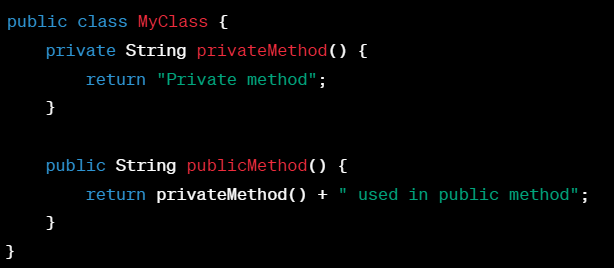 public class MyClass {
    private String privateMethod() {
        return "Private method";
    }

    public String publicMethod() {
        return privateMethod() + " used in public method";
    }
}